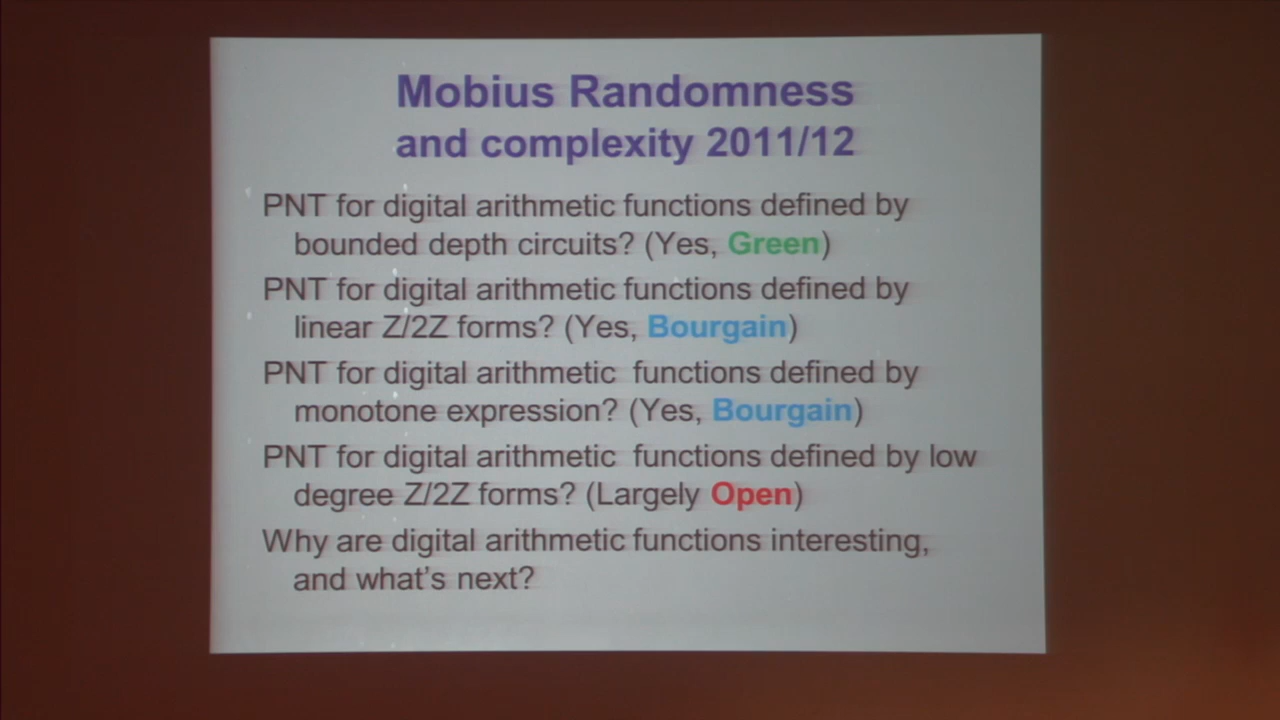 Mobius Randomness
and complexity 2011/12
PNT for digital arithmetic functions defined by
bounded depth circuits? (Yes, Green)
PNT for digital arithmetic functions defined by
linear Z/2Z forms? (Yes, Bourgain)
PNT for digital arithmetic functions defined by
monotone expression? (Yes, Bourgain)
PNT for digital arithmetic functions defined by low
degree Z/2Z forms? (Largely Open)
Why are digital arithmetic functions interesting,
and what's next?